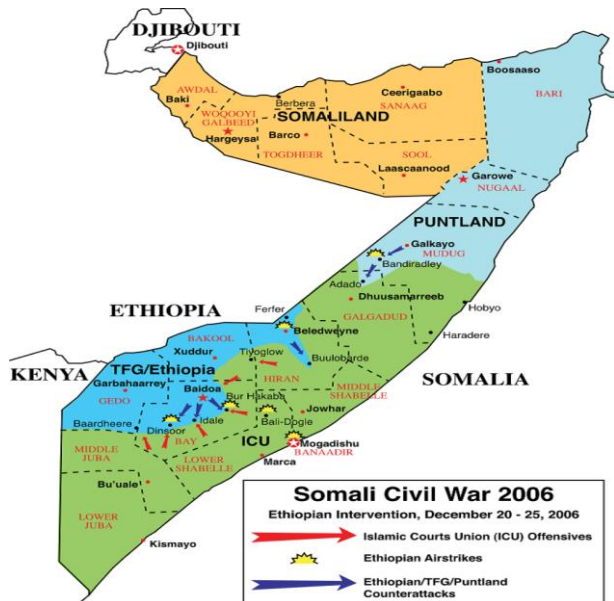 DJIBOUTI
Djibouti
Boosaaso
AWDAL
Ceerigaabo
BARI
Baki
Berbera
SANAAG
WOQOOYI
GALBEED
SOMALILAND
Hargeysa
Barco
TOGDHEER
SOOL
Laascaanood
Garowe
NUGAAL
PUNTLAND
Galkayo
MUDUG
Bandiradley
Adado
ETHIOPIA
Dhuusamarreeb
Ferfer
GALGADUD
Hobyo
BAKOOL
Beledweyne
Haradere
Xuddur
Tiyoglow
Buuloborde
KENYA
TFG/Ethiopia
HIRAN
SOMALIA
Garbahaarrey
MIDDLE
SHABELLE
GEDO
Baidoa
Bur Hakaba
Jowhar
Baardheere
Dinsoor
Idale
Bali-Dogle
BAY
ICU
Mogadishu
MIDDLE
JUBA
LOWER
SHABELLE
BANAADIR
Marca
Bu'uale
LOWER
JUBA
Kismayo
Somali Civil War 2006
Ethiopian Intervention, December 20 - 25, 2006
Islamic Courts Union (ICU) Offensives
Ethiopian Airstrikes
Ethiopian/TFG/Puntland
Counterattacks